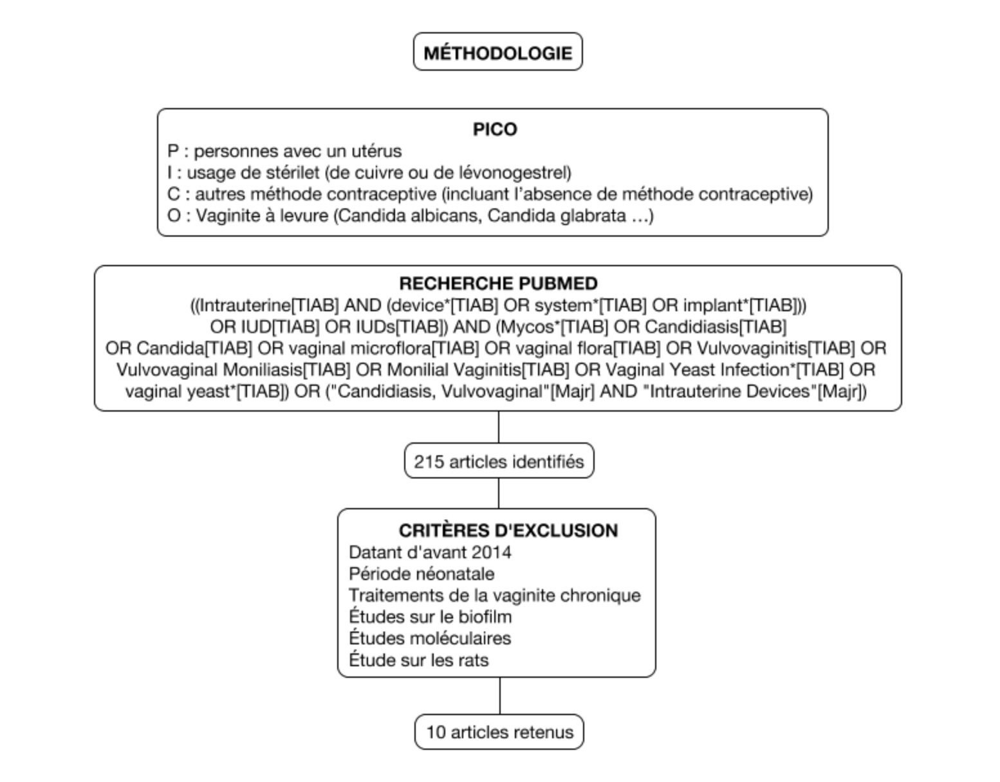 MÉTHODOLOGIE
PICO
P : personnes avec un utérus
I : usage de stérilet (de cuivre ou de lévonogestrel)
C : autres méthode contraceptive (incluant l’absence de méthode contraceptive)
O : Vaginite à levure (Candida albicans, Candida glabrata …)
RECHERCHE PUBMED
((Intrauterine[TIAB] AND (device*[TIAB] OR system*[TIAB] OR implant*[TIAB]))
OR IUD[TIAB] OR IUDs[TIAB]) AND (Mycos*[TIAB] OR Candidiasis[TIAB]
OR Candida[TIAB] OR vaginal microflora[TIAB] OR vaginal flora[TIAB] OR Vulvovaginitis[TIAB] OR
Vulvovaginal Moniliasis[TIAB] OR Monilial Vaginitis[TIAB] OR Vaginal Yeast Infection*[TIAB] OR
vaginal yeast*[TIAB]) OR ("Candidiasis, Vulvovaginal"[Majr] AND "Intrauterine Devices"[Majr])
215 articles identifiés
CRITÈRES D'EXCLUSION
Datant d'avant 2014
Période néonatale
Traitements de la vaginite chronique
Études sur le biofilm
Études moléculaires
Étude sur les rats
10 articles retenus